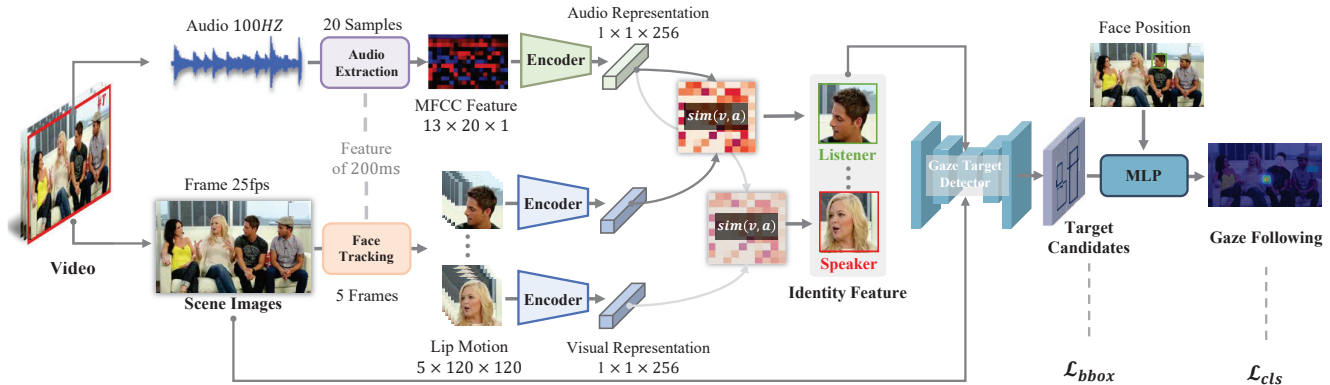 Audio 100HZ
20 Samples
Audio
Extraction
MFCC Feature
13 × 20 × 1
Encoder
Audio Representation
1 × 1 × 256
sim(v, a)
Listener
Face Position
#T
Video
Feature
of 200ms
Frame 25fps
Scene Images
Face
Tracking
5 Frames
Encoder
Encoder
Lip Motion
5 × 120 × 120
Visual Representation
1 × 1 × 256
sim(v, a)
Speaker
Identity Feature
Gaze Target
Detector
Target
Candidates
MLP
Gaze Following
ℒbbox
ℒcls